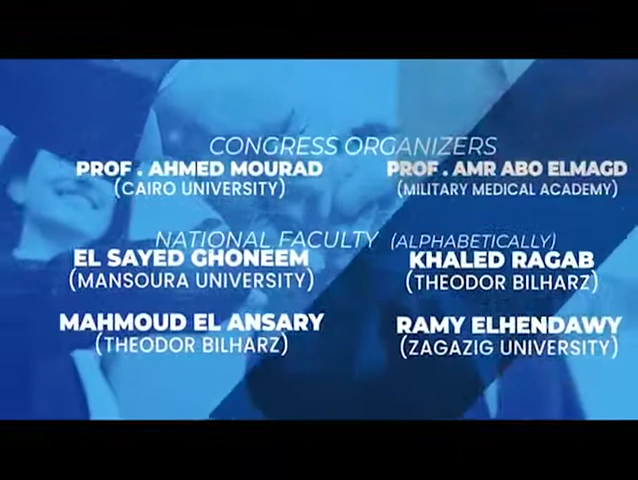 CONGRESS ORGANIZERS
PROF . AHMED MOURAD
(CAIRO UNIVERSITY)
PROF . AMR ABO ELMAGD
(MILITARY MEDICAL ACADEMY)
NATIONAL FACULTY (ALPHABETICALLY)
EL SAYED GHONEEM
(MANSOURA UNIVERSITY)
KHALED RAGAB
(THEODOR BILHARZ)
MAHMOUD EL ANSARY
(THEODOR BILHARZ)
RAMY ELHENDAWY
(ZAGAZIG UNIVERSITY)